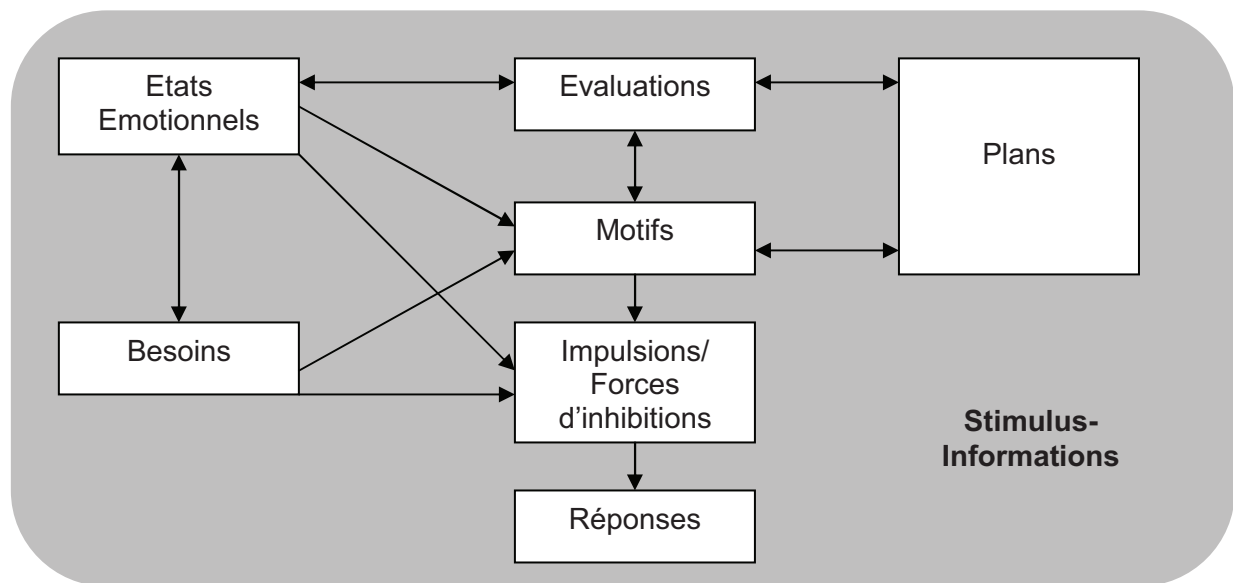 Etats
Emotionnels
Evaluations
Plans
Motifs
Besoins
Impulsions/
Forces
d’inhibitions
Stimulus-
Informations
Réponses